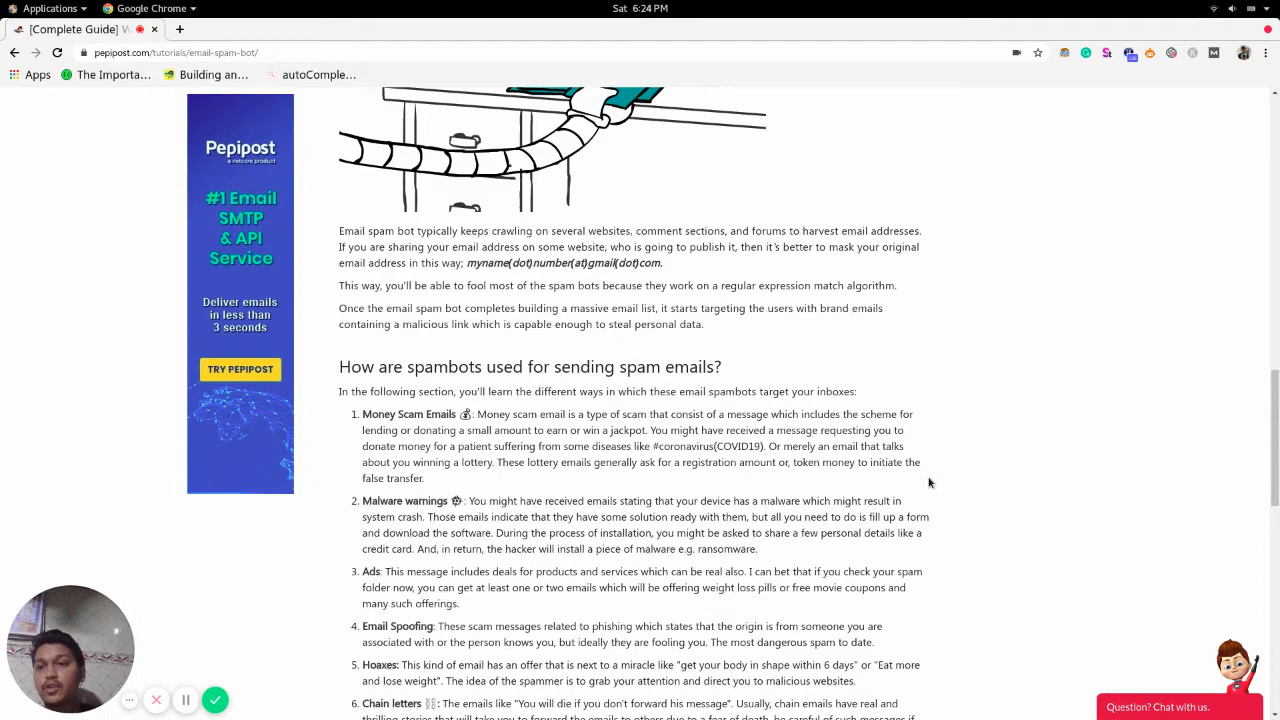 Applications
Google Chrome
Sat 6:24 PM
[Complete Guide] W
pepipost.com/tutorials/email-spam-bot/
Apps
The Importa...
Building an...
autoComple...
Pepipost
a netcore product
#1 Email
SMTP
& API
Service
Deliver emails
in less than
3 seconds
TRY PEPIPOST
Email spam bot typically keeps crawling on several websites, comment sections, and forums to harvest email addresses.
If you are sharing your email address on some website, who is going to publish it, then it's better to mask your original
email address in this way; myname(dot)number(at)gmail(dot)com.
This way, you'll be able to fool most of the spam bots because they work on a regular expression match algorithm.
Once the email spam bot completes building a massive email list, it starts targeting the users with brand emails
containing a malicious link which is capable enough to steal personal data.
How are spambots used for sending spam emails?
In the following section, you'll learn the different ways in which these email spambots target your inboxes:
1. Money Scam Emails 💰: Money scam email is a type of scam that consist of a message which includes the scheme for
lending or donating a small amount to earn or win a jackpot. You might have received a message requesting you to
donate money for a patient suffering from some diseases like #coronavirus(COVID19). Or merely an email that talks
about you winning a lottery. These lottery emails generally ask for a registration amount or, token money to initiate the
false transfer.
2. Malware warnings : You might have received emails stating that your device has a malware which might result in
system crash. Those emails indicate that they have some solution ready with them, but all you need to do is fill up a form
and download the software. During the process of installation, you might be asked to share a few personal details like a
credit card. And, in return, the hacker will install a piece of malware e.g. ransomware.
3. Ads: This message includes deals for products and services which can be real also. I can bet that if you check your spam
folder now, you can get at least one or two emails which will be offering weight loss pills or free movie coupons and
many such offerings.
4. Email Spoofing: These scam messages related to phishing which states that the origin is from someone you are
associated with or the person knows you, but ideally they are fooling you. The most dangerous spam to date.
5. Hoaxes: This kind of email has an offer that is next to a miracle like "get your body in shape within 6 days" or "Eat more
and lose weight". The idea of the spammer is to grab your attention and direct you to malicious websites.
6. Chain letters ⛓: The emails like "You will die if you don't forward his message". Usually, chain emails have real and
thrilling stories that will take you to forward the emails to others due to a fear of death, be careful of such messages if
Question? Chat with us.